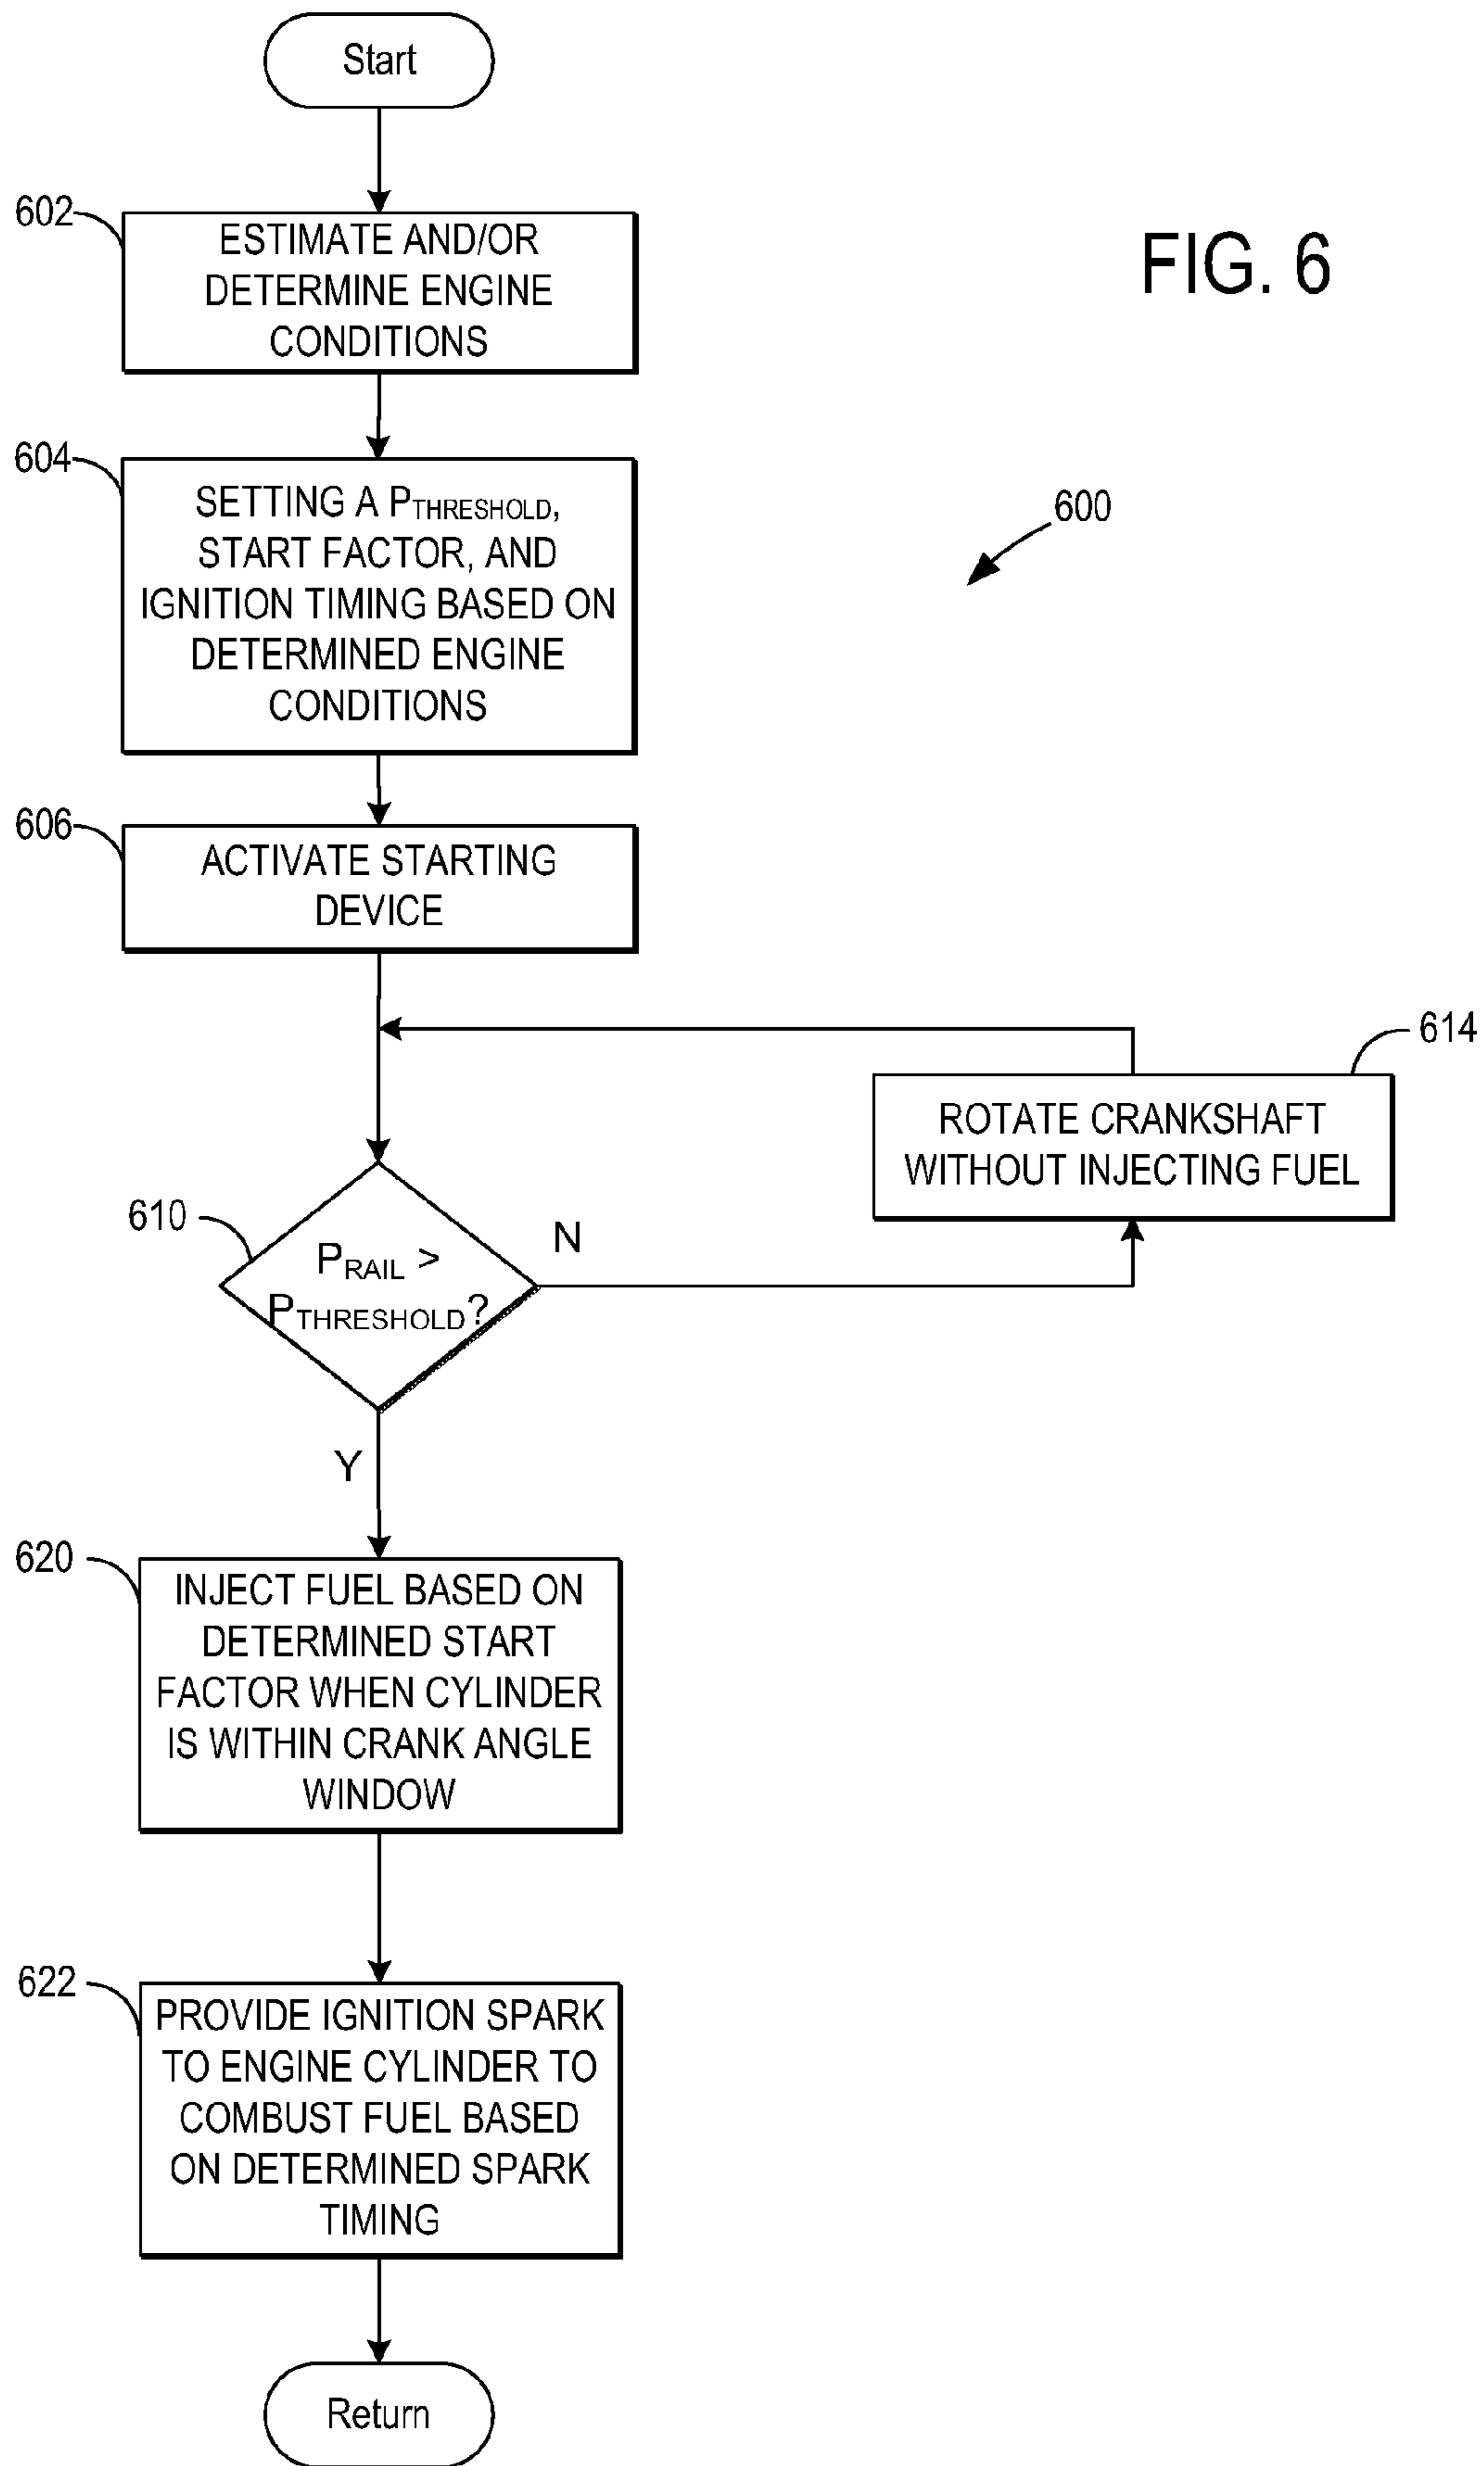 Start
602
ESTIMATE AND/OR
DETERMINE ENGINE
CONDITIONS
FIG. 6
604
SETTING A PTHRESHOLD,
START FACTOR, AND
IGNITION TIMING BASED ON
DETERMINED ENGINE
CONDITIONS
600
606
ACTIVATE STARTING
DEVICE
614
ROTATE CRANKSHAFT
WITHOUT INJECTING FUEL
610
PRAIL >
PTHRESHOLD?
N
Y
620
INJECT FUEL BASED ON
DETERMINED START
FACTOR WHEN CYLINDER
IS WITHIN CRANK ANGLE
WINDOW
622
PROVIDE IGNITION SPARK
TO ENGINE CYLINDER TO
COMBUST FUEL BASED
ON DETERMINED SPARK
TIMING
Return